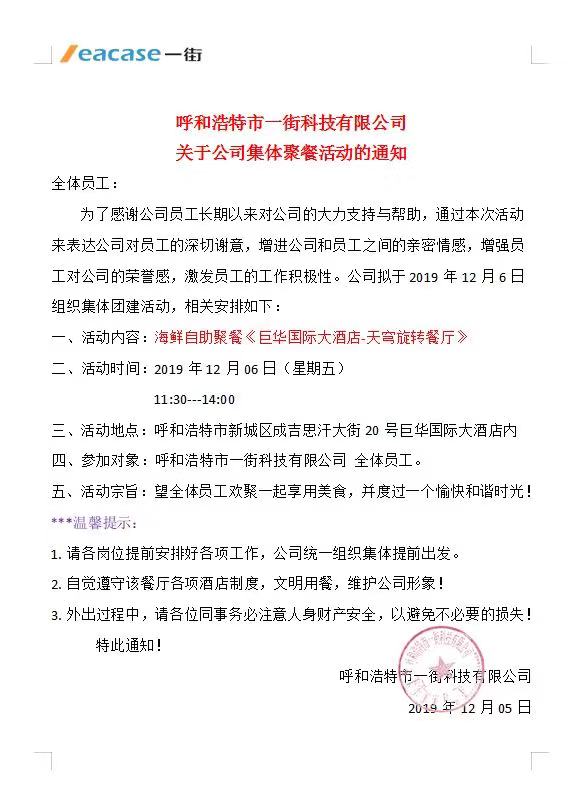 eacase一街
呼和浩特市一街科技有限公司
关于公司集体聚餐活动的通知
全体员工：
为了感谢公司员工长期以来对公司的大力支持与帮助，通过本次活动
来表达公司对员工的深切谢意，增进公司和员工之间的亲密情感，增强员
工对公司的荣誉感，激发员工的工作积极性。公司拟于 2019 年 12 月 6 日
组织集体团建活动，相关安排如下：
一、活动内容：海鲜自助聚餐《巨华国际大酒店-天穹旋转餐厅》
二、活动时间：2019 年 12 月 06 日（星期五）
11:30---14:00
三、活动地点：呼和浩特市新城区成吉思汗大街 20 号巨华国际大酒店内
四、参加对象：呼和浩特市一街科技有限公司 全体员工。
五、活动宗旨：望全体员工欢聚一起享用美食，并度过一个愉快和谐时光！
***温馨提示：
1. 请各岗位提前安排好各项工作，公司统一组织集体提前出发。
2. 自觉遵守该餐厅各项酒店制度，文明用餐，维护公司形象！
3. 外出过程中，请各位同事务必注意人身财产安全，以避免不必要的损失！
特此通知！
呼和浩特市一街科技有限公司
2019 年 12 月 05 日